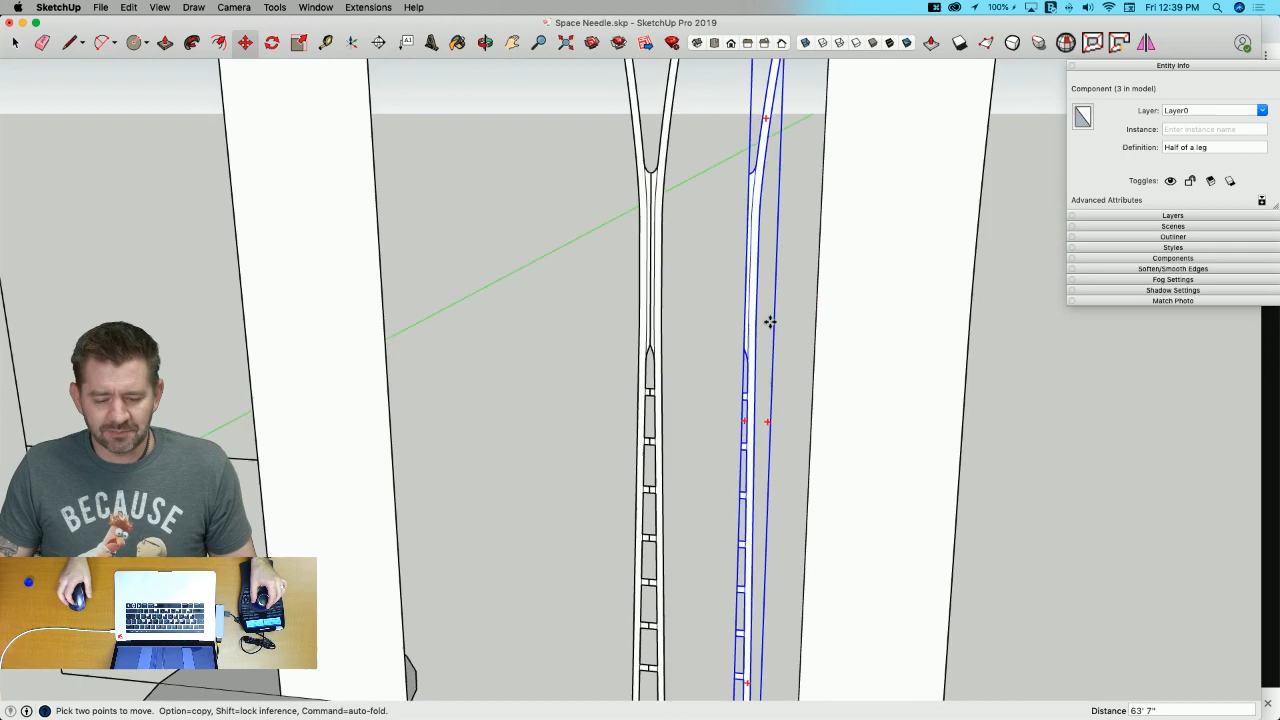 SketchUp File Edit View Camera Draw Tools Window Extensions Help
100% Fri Dec 6 12:39 PM
Space Needle.skp - SketchUp Pro 2019
Entity Info
Component (3 in model)
Layer: Layer0
Instance: Enter instance name
Definition: Half of a leg
Toggles:
Advanced Attributes
Layers
Scenes
Outliner
Styles
Components
Soften/Smooth Edges
Fog Settings
Shadow Settings
Match Photo
BECAUSE
Pick two points to move. Option=copy, Shift=lock inference, Command=auto-fold.
Distance 63' 7"